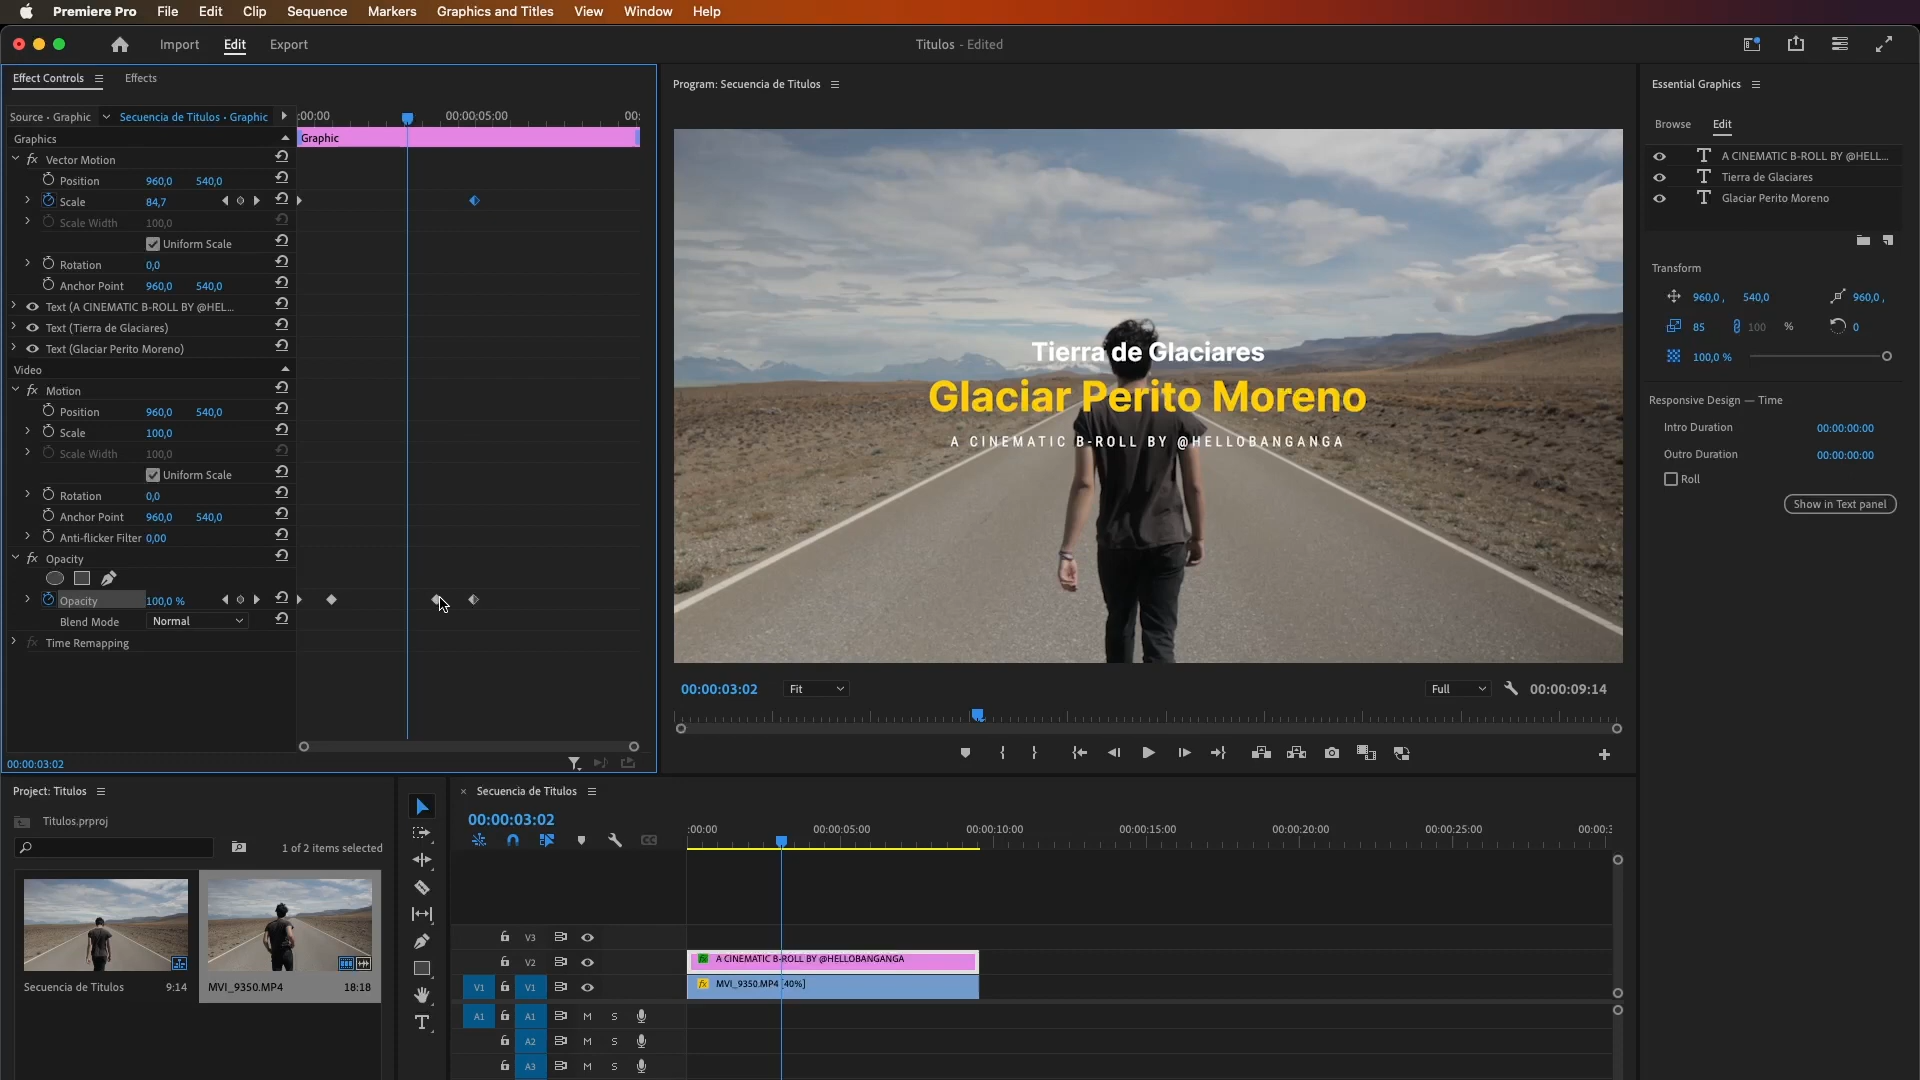 Premiere Pro File Edit Clip Sequence Markers Graphics and Titles View Window Help
Import Edit Export
Titulos - Edited
Effect Controls Effects
Source • Graphic Secuencia de Titulos • Graphic
:00:00 00:00:05:00 00:
Graphics
Graphic
fx Vector Motion
Position 960,0 540,0
Scale 84,7
Scale Width 100,0
Uniform Scale
Rotation 0,0
Anchor Point 960,0 540,0
Text (A CINEMATIC B-ROLL BY @HEL...
Text (Tierra de Glaciares)
Text (Glaciar Perito Moreno)
Video
fx Motion
Position 960,0 540,0
Scale 100,0
Scale Width 100,0
Uniform Scale
Rotation 0,0
Anchor Point 960,0 540,0
Anti-flicker Filter 0,00
fx Opacity
Opacity 100,0 %
Blend Mode Normal
fx Time Remapping
00:00:03:02
Program: Secuencia de Titulos
Tierra de Glaciares
Glaciar Perito Moreno
A CINEMATIC B-ROLL BY @HELLOBANGANGA
00:00:03:02 Fit Full 00:00:09:14
Essential Graphics
Browse Edit
T A CINEMATIC B-ROLL BY @HELL...
T Tierra de Glaciares
T Glaciar Perito Moreno
Transform
960,0 , 540,0 960,0 ,
85 100 % 0
100,0 %
Responsive Design — Time
Intro Duration 00:00:00:00
Outro Duration 00:00:00:00
Roll
Show in Text panel
Project: Titulos
Titulos.prproj
1 of 2 items selected
Secuencia de Titulos 9:14
MVI_9350.MP4 18:18
× Secuencia de Titulos
00:00:03:02
:00:00 00:00:05:00 00:00:10:00 00:00:15:00 00:00:20:00 00:00:25:00 00:00:3
V3
V2
fx A CINEMATIC B-ROLL BY @HELLOBANGANGA
V1 V1
fx MVI_9350.MP4 [40%]
A1 A1 M S
A2 M S
A3 M S